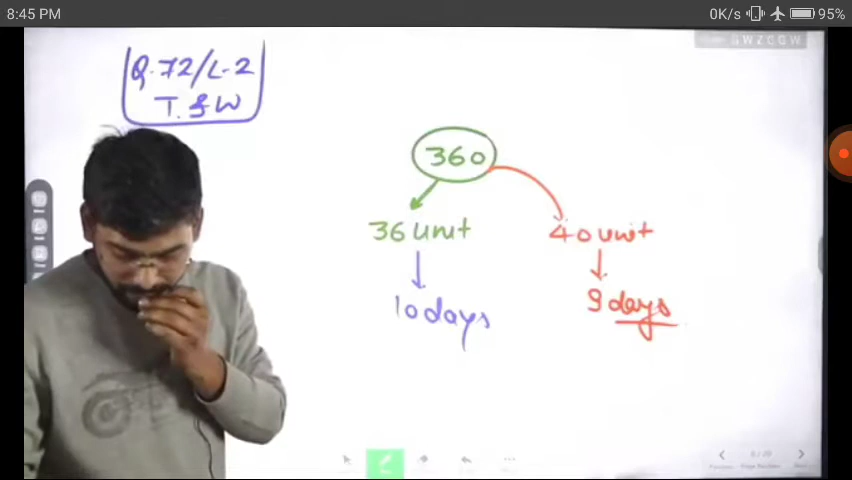 8:45 PM
0K/s
95%
Q.72/L-2
T. & W
360
36 unit
40 unit
10 days
9 days